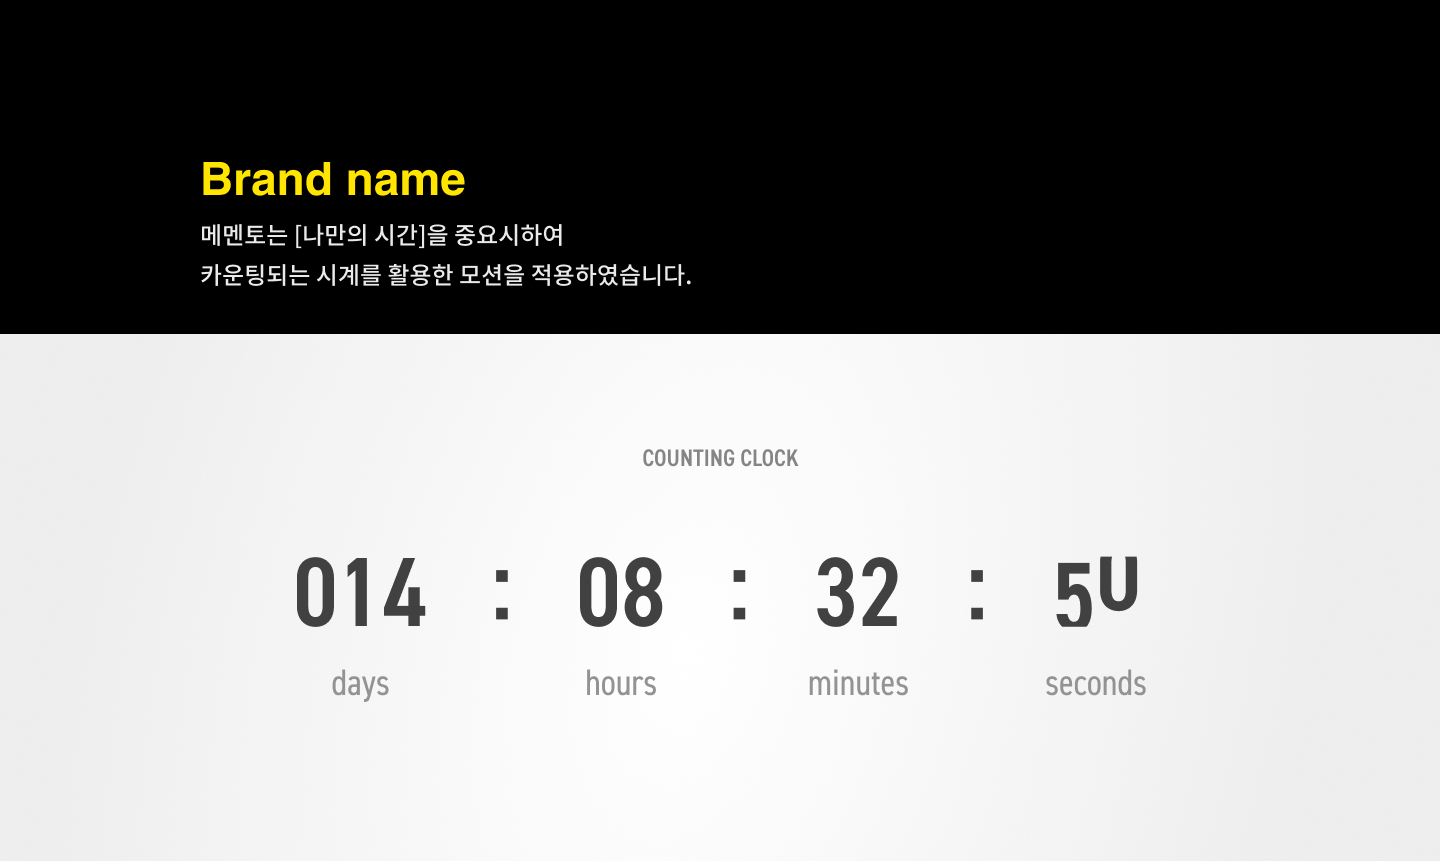 Brand name
메멘토는 [나만의 시간]을 중요시하여
카운팅되는 시계를 활용한 모션을 적용하였습니다.
COUNTING CLOCK
014 : 08 : 32 :
days hours minutes seconds